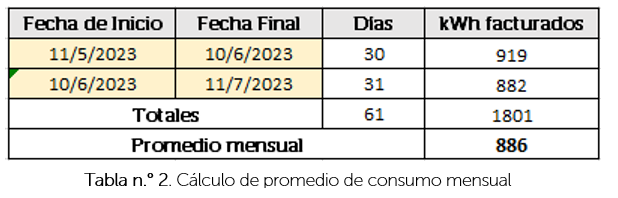 Fecha de Inicio Fecha Final Días kWh facturados
11/5/2023 10/6/2023 30 919
10/6/2023 11/7/2023 31 882
Totales 61 1801
Promedio mensual 886
Tabla n.° 2. Cálculo de promedio de consumo mensual